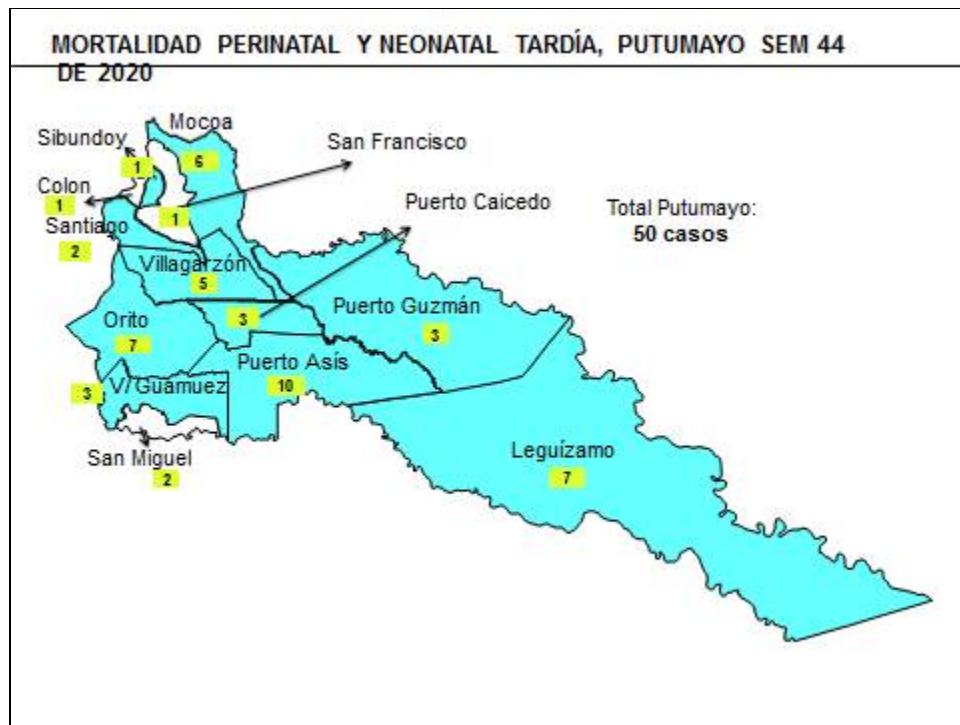 MORTALIDAD PERINATAL Y NEONATAL TARDÍA, PUTUMAYO SEM 44
DE 2020
Mocoa
6
Sibundoy
1
San Francisco
1
Colon
1
Puerto Caicedo
3
Santiago
2
Total Putumayo:
50 casos
Villagarzón
5
Puerto Guzmán
3
Orito
7
Puerto Asís
10
V/ Guamuez
3
Leguízamo
7
San Miguel
2